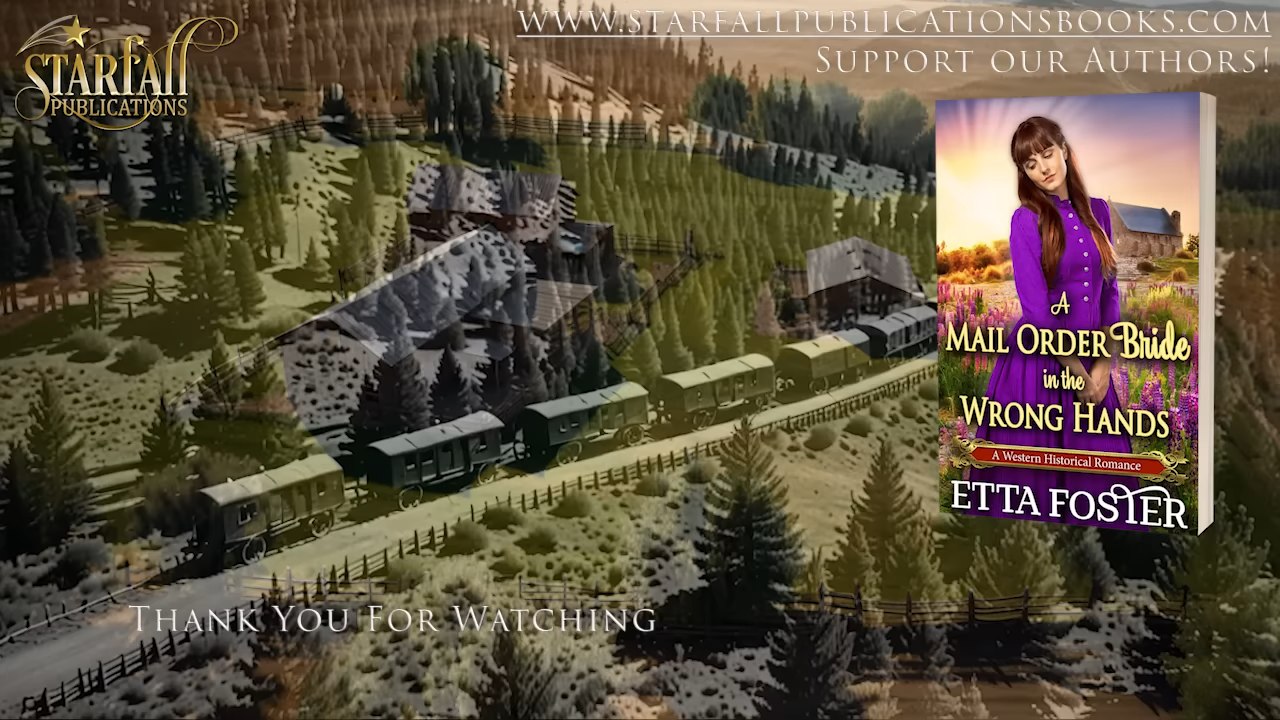 STARfall
PUBLICATIONS
WWW.STARFALLPUBLICATIONSBOOKS.COM
SUPPORT OUR AUTHORS!
A
MAIL ORDER Bride
in the
WRONG HANDS
A Western Historical Romance
ETTA FOSTER
THANK YOU FOR WATCHING